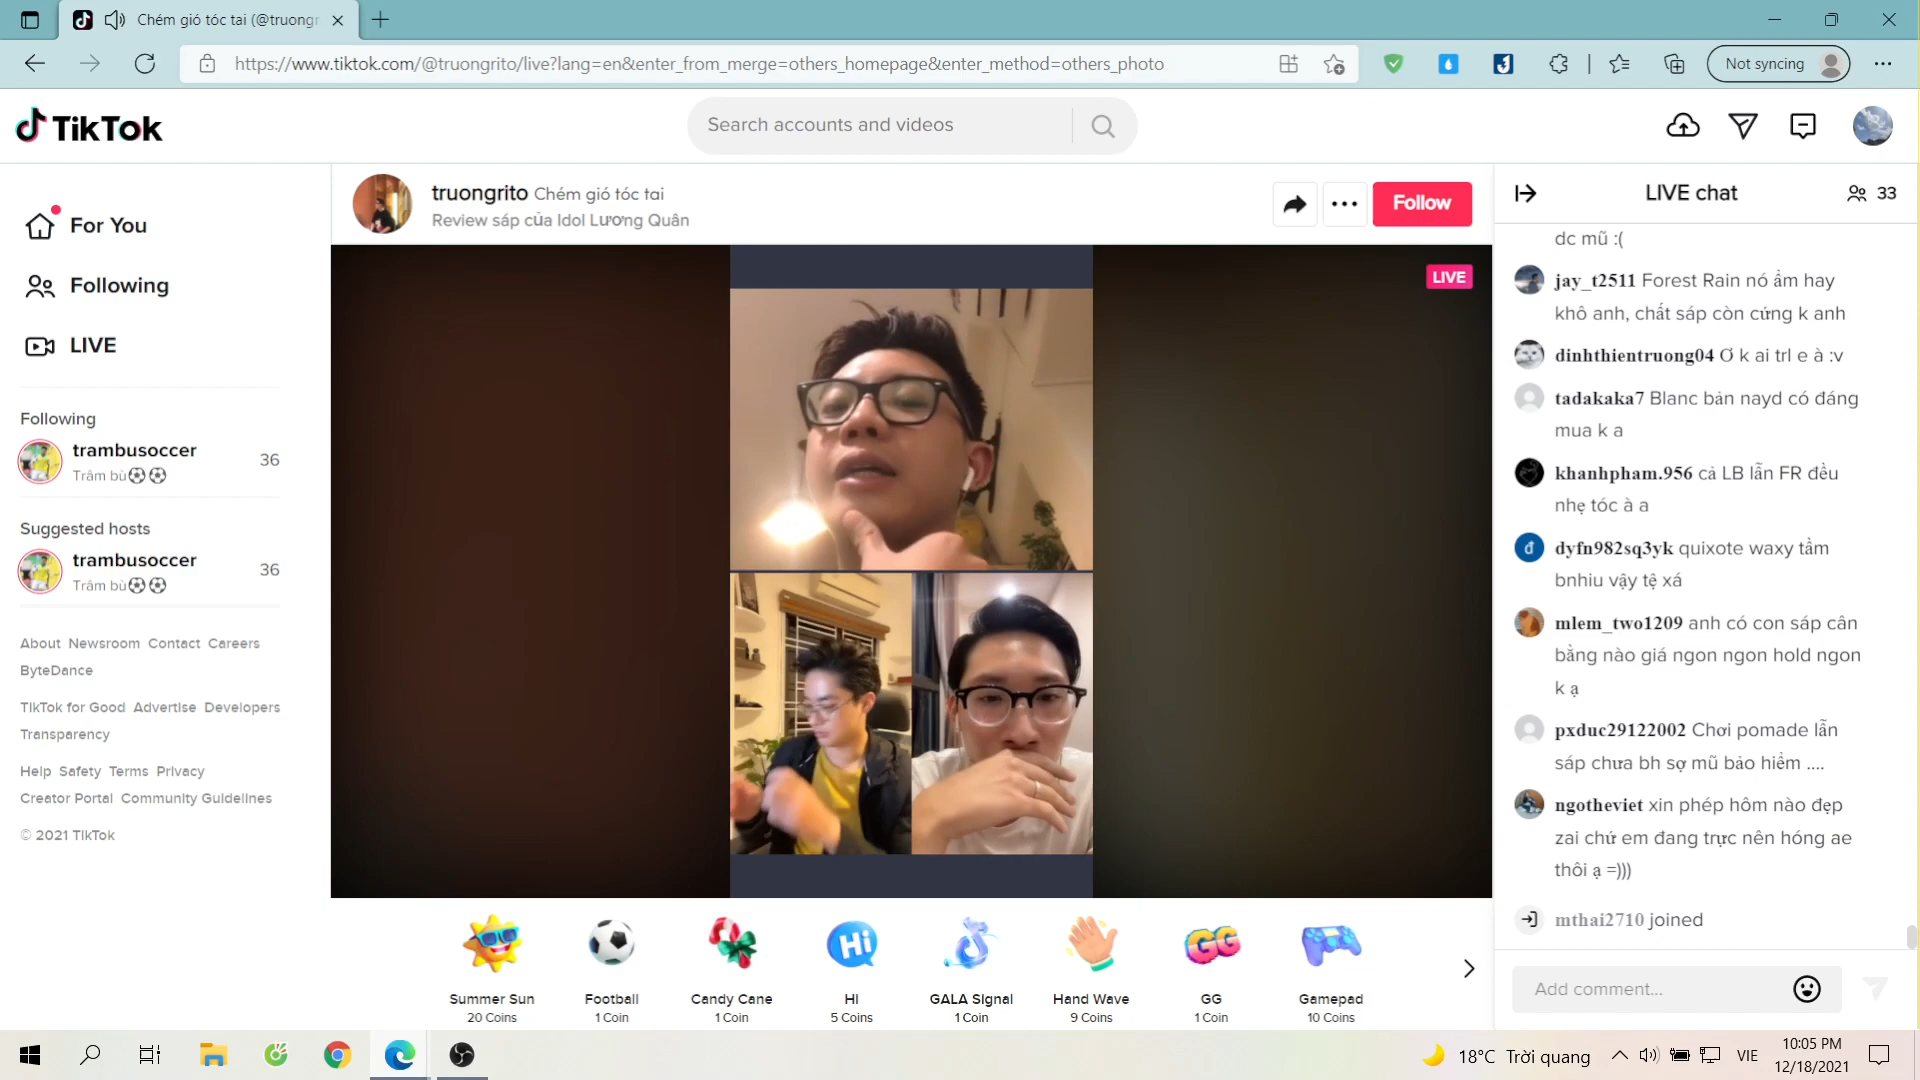 Chém gió tóc tai (@truongr
https://www.tiktok.com/@truongrito/live?lang=en&enter_from_merge=others_homepage&enter_method=others_photo
Not syncing
TikTok
Search accounts and videos
For You
Following
LIVE
Following
trambusoccer
Trâm bù⚽⚽
36
Suggested hosts
trambusoccer
Trâm bù⚽⚽
36
About Newsroom Contact Careers
ByteDance
TikTok for Good Advertise Developers
Transparency
Help Safety Terms Privacy
Creator Portal Community Guidelines
© 2021 TikTok
truongrito Chém gió tóc tai
Review sáp của Idol Lương Quân
Follow
LIVE
Summer Sun
20 Coins
Football
1 Coin
Candy Cane
1 Coin
Hi
Hi
5 Coins
GALA Signal
1 Coin
Hand Wave
9 Coins
GG
GG
1 Coin
Gamepad
10 Coins
LIVE chat
33
dc mũ :(
jay_t2511 Forest Rain nó ẩm hay
khô anh, chất sáp còn cứng k anh
dinhthientruong04 Ơ k ai trl e à :v
tadakaka7 Blanc bản nayd có đáng
mua k a
khanhpham.956 cả LB lẫn FR đều
nhẹ tóc à a
đ
dyfn982sq3yk quixote waxy tầm
bnhiu vậy tệ xá
mlem_two1209 anh có con sáp cân
bằng nào giá ngon ngon hold ngon
k ạ
pxduc29122002 Chơi pomade lẫn
sáp chưa bh sợ mũ bảo hiểm ....
ngotheviet xin phép hôm nào đẹp
zai chứ em đang trực nên hóng ae
thôi ạ =)))
mthai2710 joined
Add comment...
18°C Trời quang
VIE
10:05 PM
12/18/2021